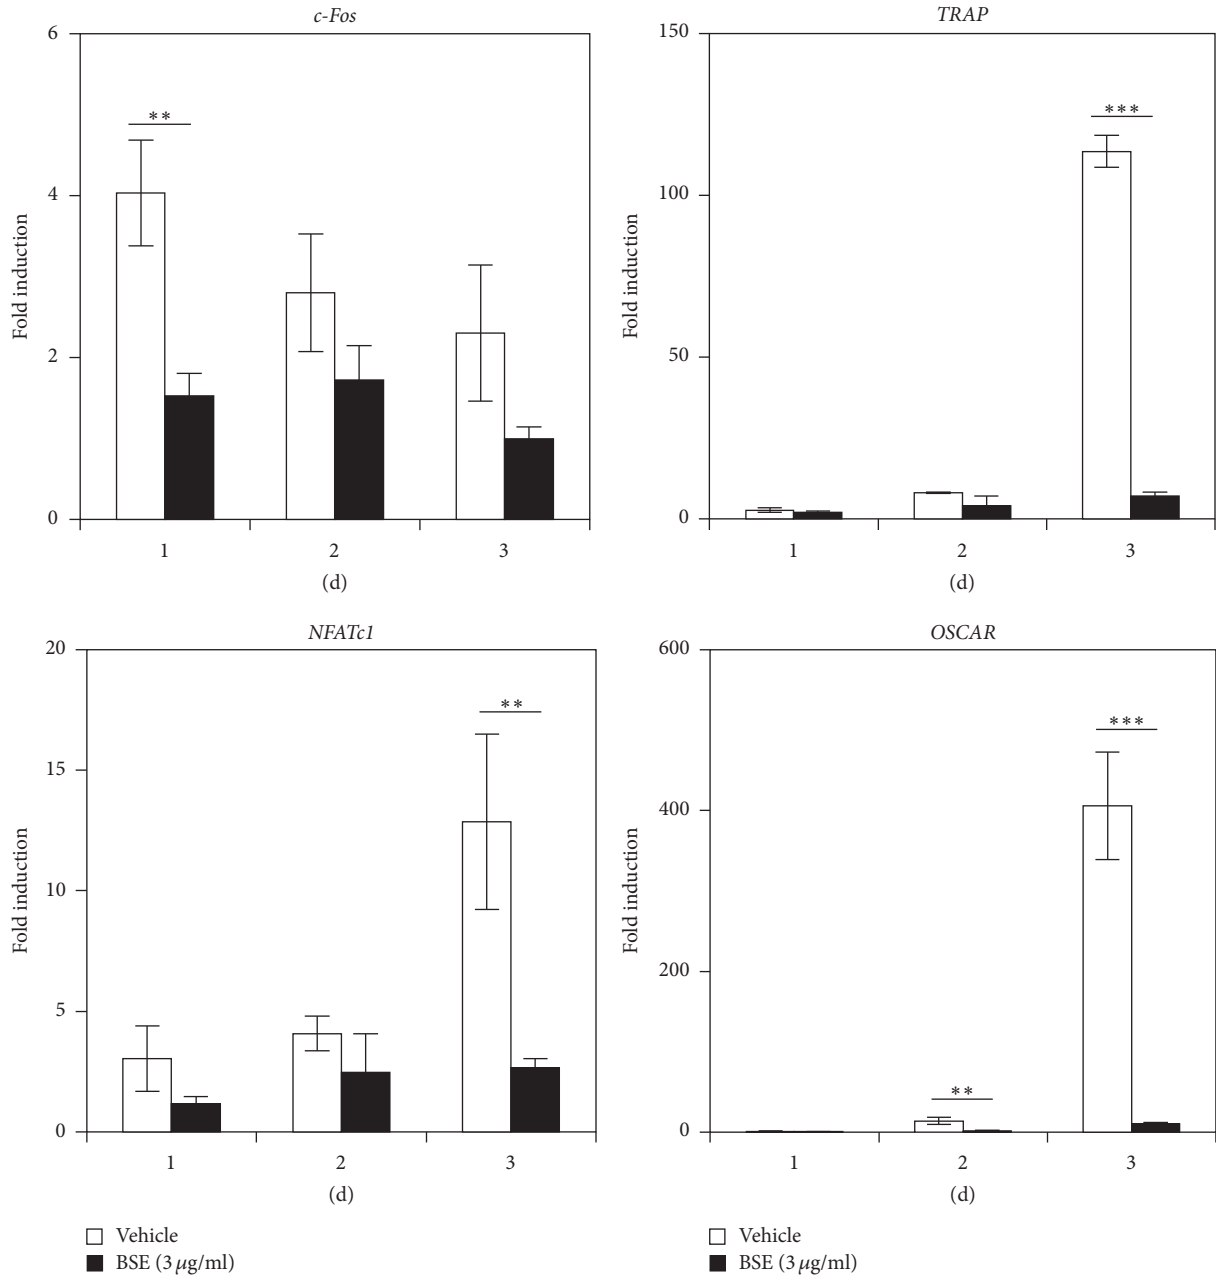 c-Fos
6
4
2
0
Fold induction
**
1 2 3
(d)
TRAP
150
100
50
0
Fold induction
***
1 2 3
(d)
NFATc1
20
15
10
5
0
Fold induction
**
1 2 3
(d)
Vehicle
BSE (3 μg/ml)
OSCAR
600
400
200
0
Fold induction
***
**
1 2 3
(d)
Vehicle
BSE (3 μg/ml)